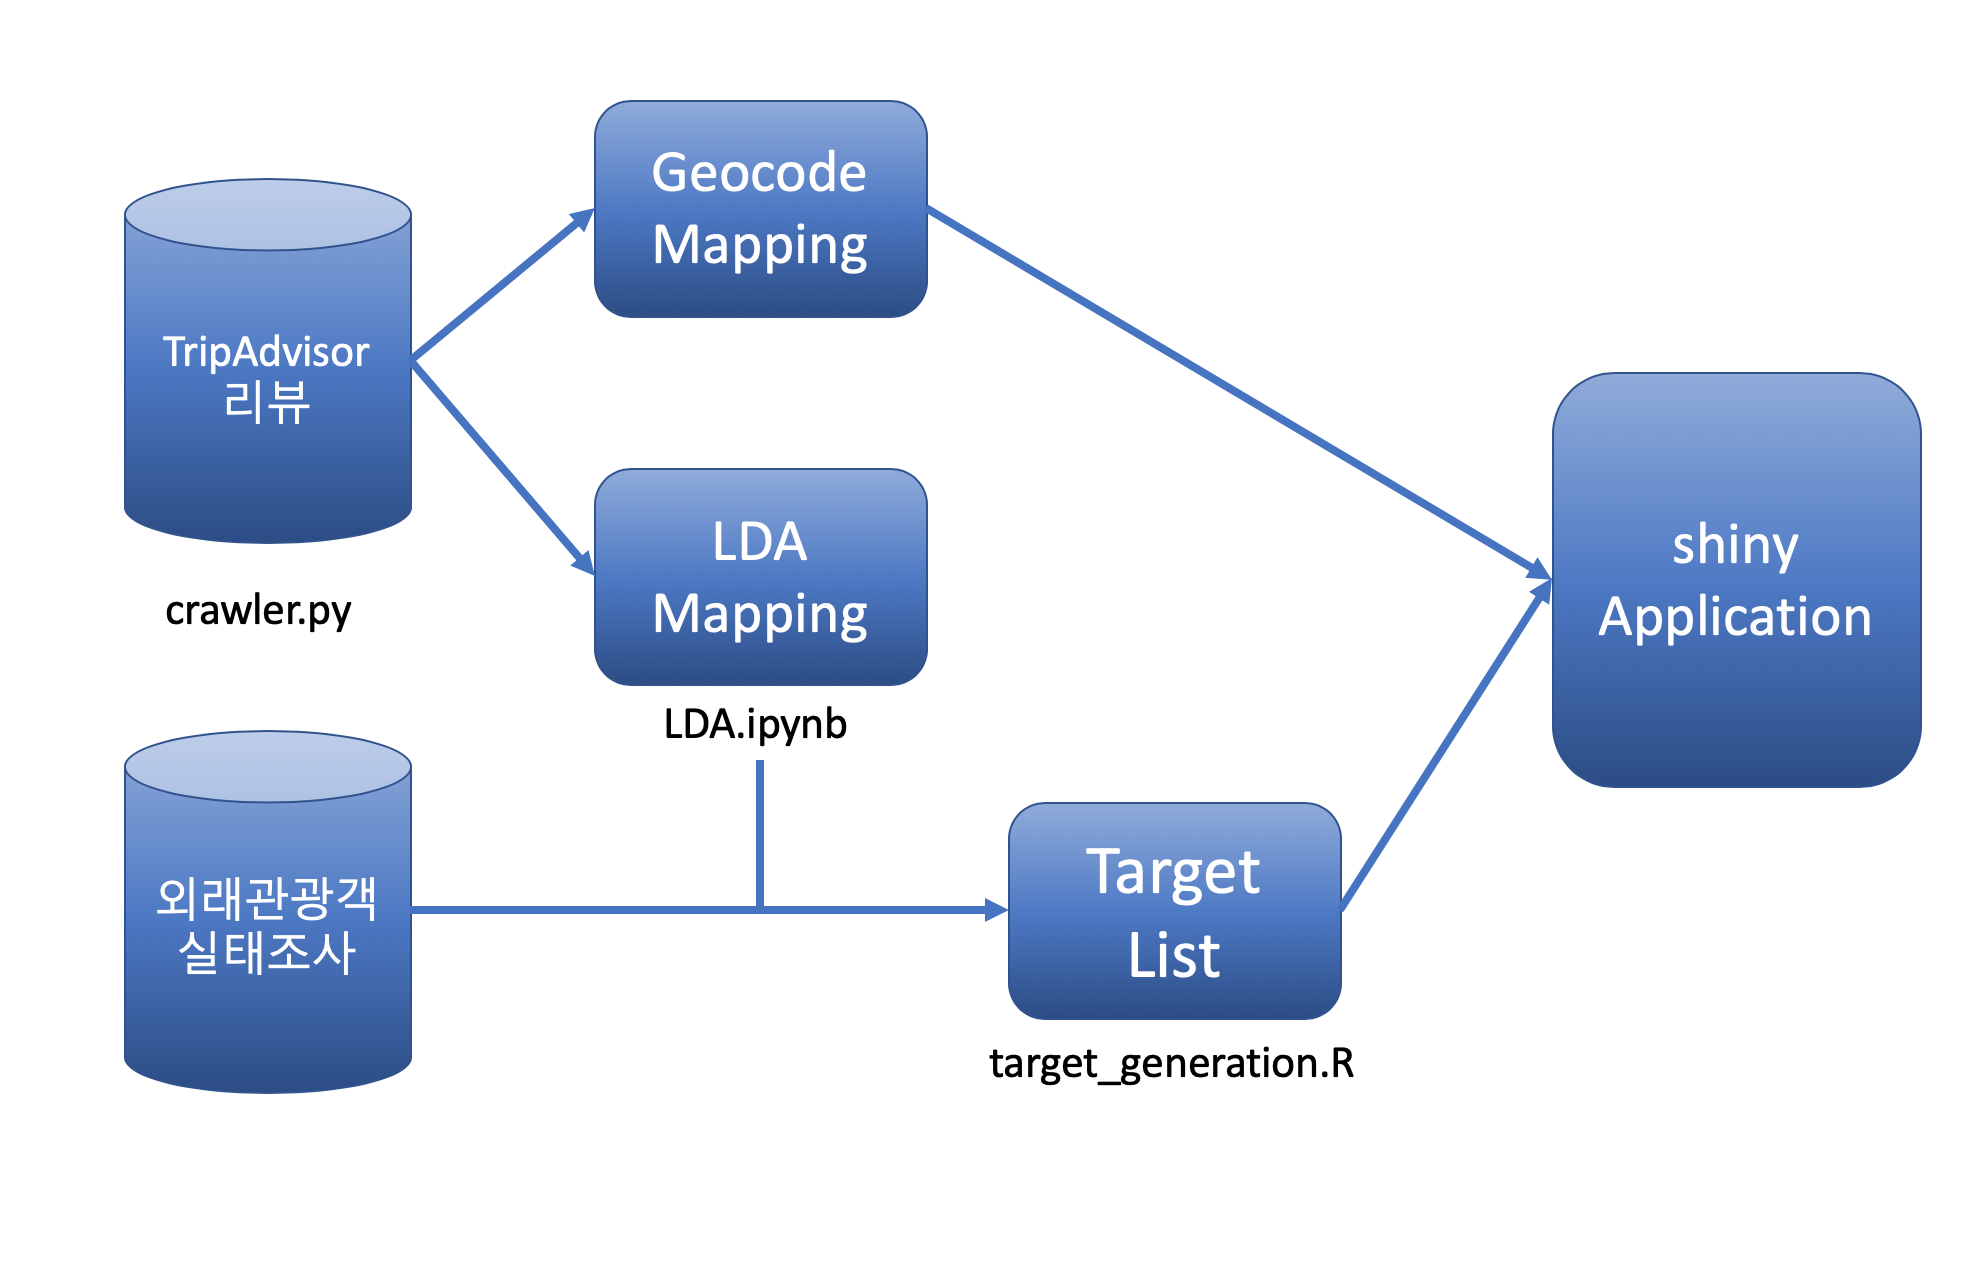 TripAdvisor
리뷰
crawler.py
Geocode
Mapping
LDA
Mapping
LDA.ipynb
외래관광객
실태조사
Target
List
target_generation.R
shiny
Application